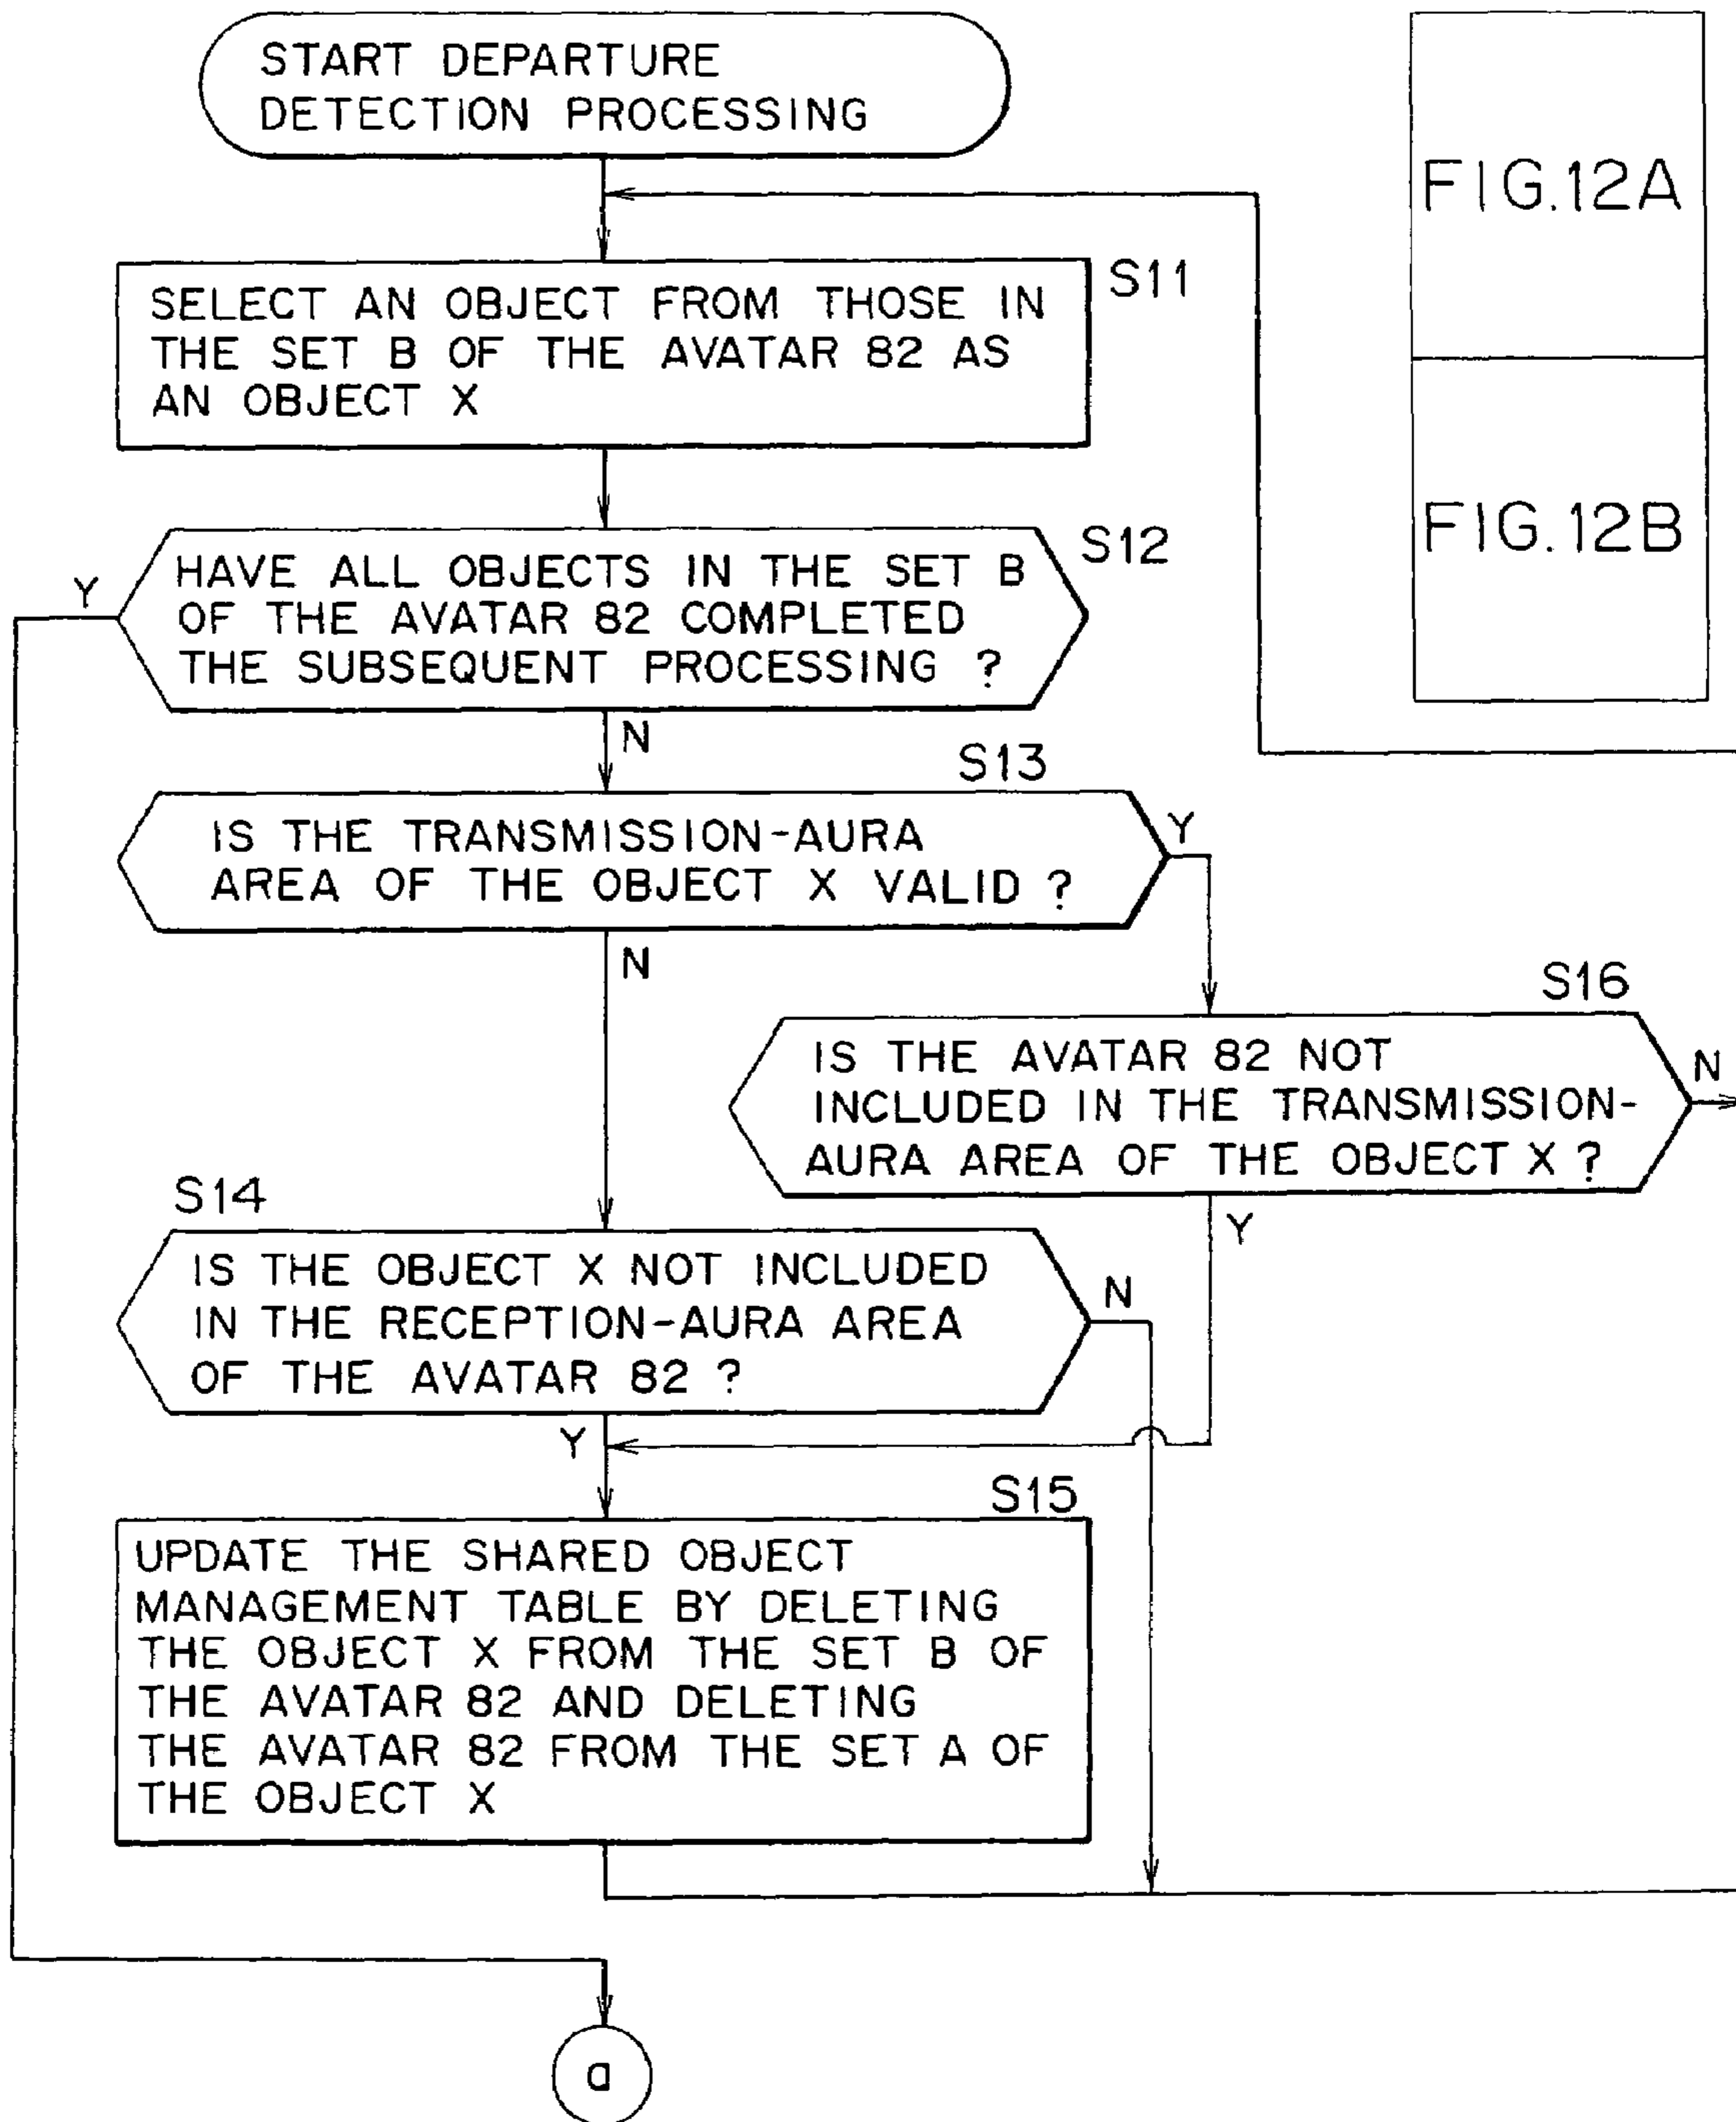 START DEPARTURE
DETECTION PROCESSING
FIG.12A
FIG.12B
S11
SELECT AN OBJECT FROM THOSE IN
THE SET B OF THE AVATAR 82 AS
AN OBJECT X
S12
Y
HAVE ALL OBJECTS IN THE SET B
OF THE AVATAR 82 COMPLETED
THE SUBSEQUENT PROCESSING ?
N
S13
IS THE TRANSMISSION-AURA
AREA OF THE OBJECT X VALID ?
Y
N
S16
IS THE AVATAR 82 NOT
INCLUDED IN THE TRANSMISSION-
AURA AREA OF THE OBJECT X ?
N
Y
S14
IS THE OBJECT X NOT INCLUDED
IN THE RECEPTION-AURA AREA
OF THE AVATAR 82 ?
N
Y
S15
UPDATE THE SHARED OBJECT
MANAGEMENT TABLE BY DELETING
THE OBJECT X FROM THE SET B OF
THE AVATAR 82 AND DELETING
THE AVATAR 82 FROM THE SET A OF
THE OBJECT X
a